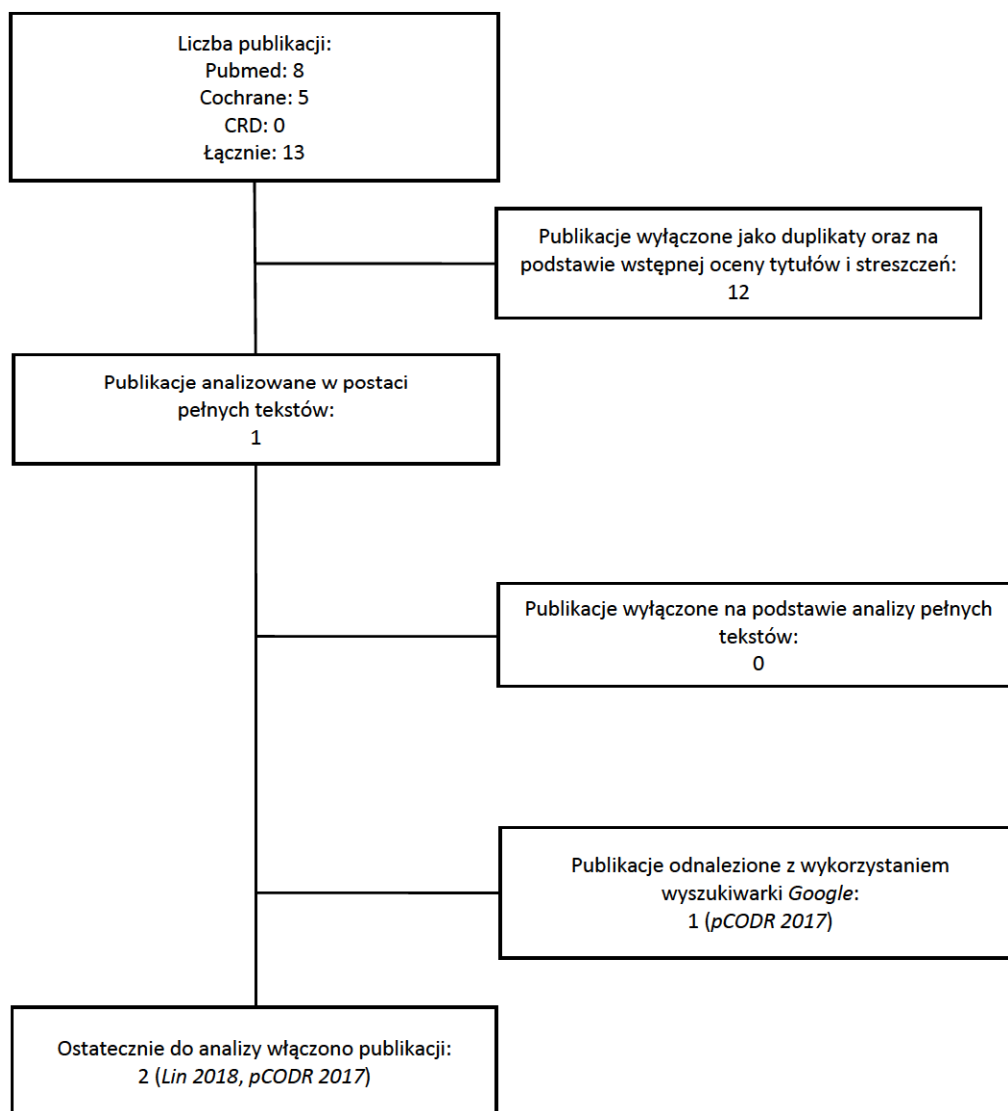 Liczba publikacji:
Pubmed: 8
Cochrane: 5
CRD: 0
Łącznie: 13
Publikacje wyłączone jako duplikaty oraz na
podstawie wstępnej oceny tytułów i streszczeń:
12
Publikacje analizowane w postaci
pełnych tekstów:
1
Publikacje wyłączone na podstawie analizy pełnych
tekstów:
0
Publikacje odnalezione z wykorzystaniem
wyszukiwarki Google:
1 (pCODR 2017)
Ostatecznie do analizy włączono publikacji:
2 (Lin 2018, pCODR 2017)